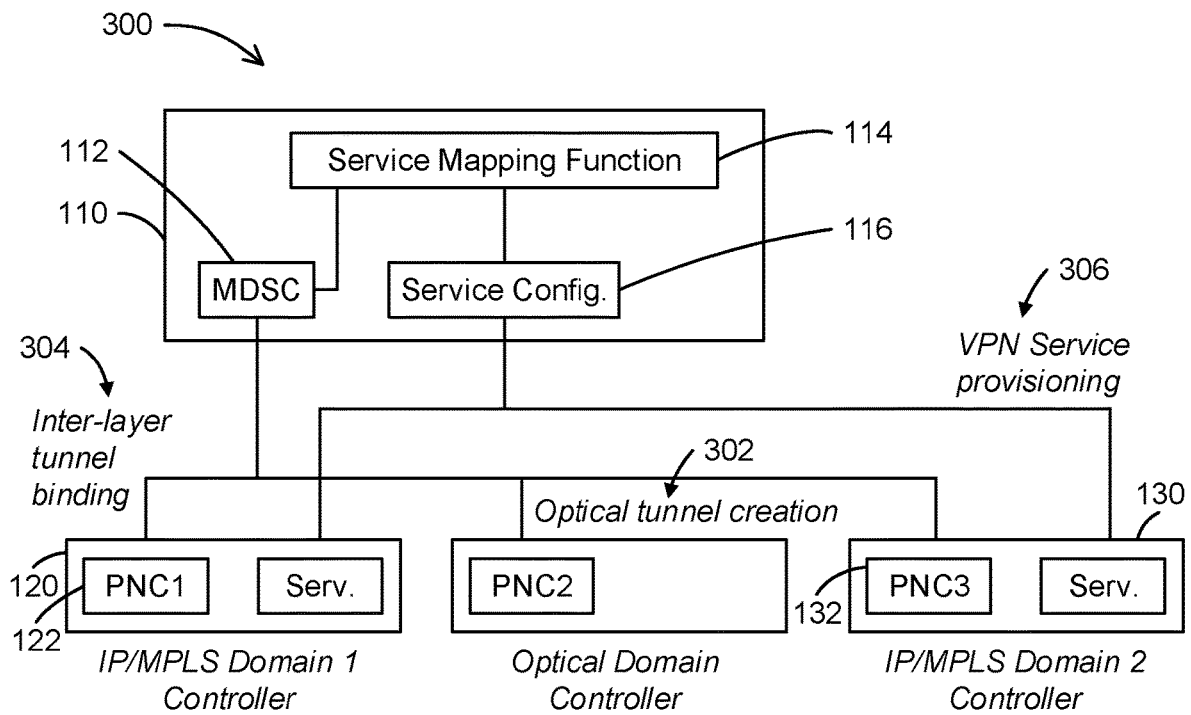 300
Service Mapping Function
114
112
110
116
MDSC
Service Config.
306
VPN Service
provisioning
304
Inter-layer
tunnel
binding
302
Optical tunnel creation
130
120
PNC1
Serv.
122
PNC2
132
PNC3
Serv.
IP/MPLS Domain 1
Controller
Optical Domain
Controller
IP/MPLS Domain 2
Controller